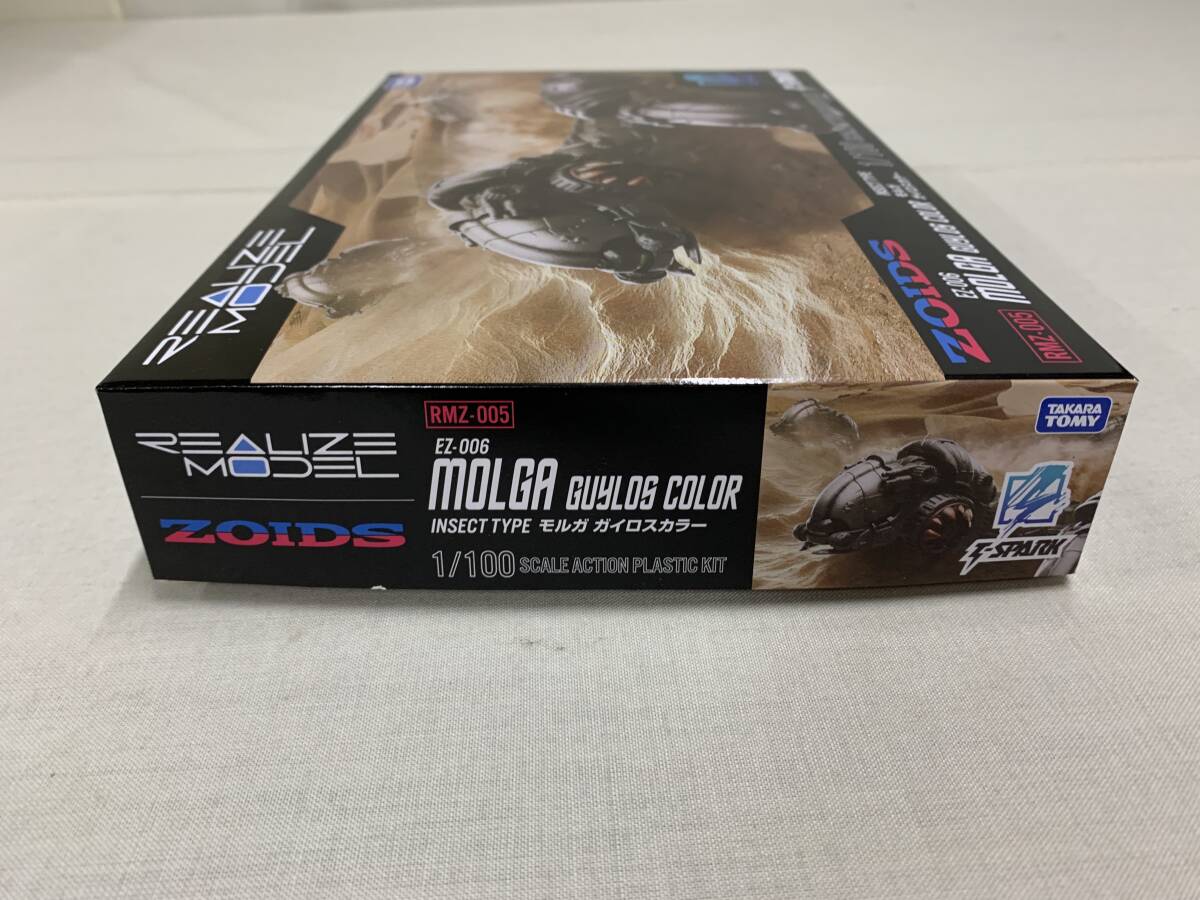 REALIZE
MODEL
ZOIDS
EZ-006
MOLGA GUYLOS COLOR
RMZ-005
REALIZE
MODEL
ZOIDS
RMZ-005
EZ-006
MOLGA GUYLOS COLOR
INSECT TYPE モルガ ガイロスカラー
1/100 SCALE ACTION PLASTIC KIT
TAKARA
TOMY
Z-SPARK